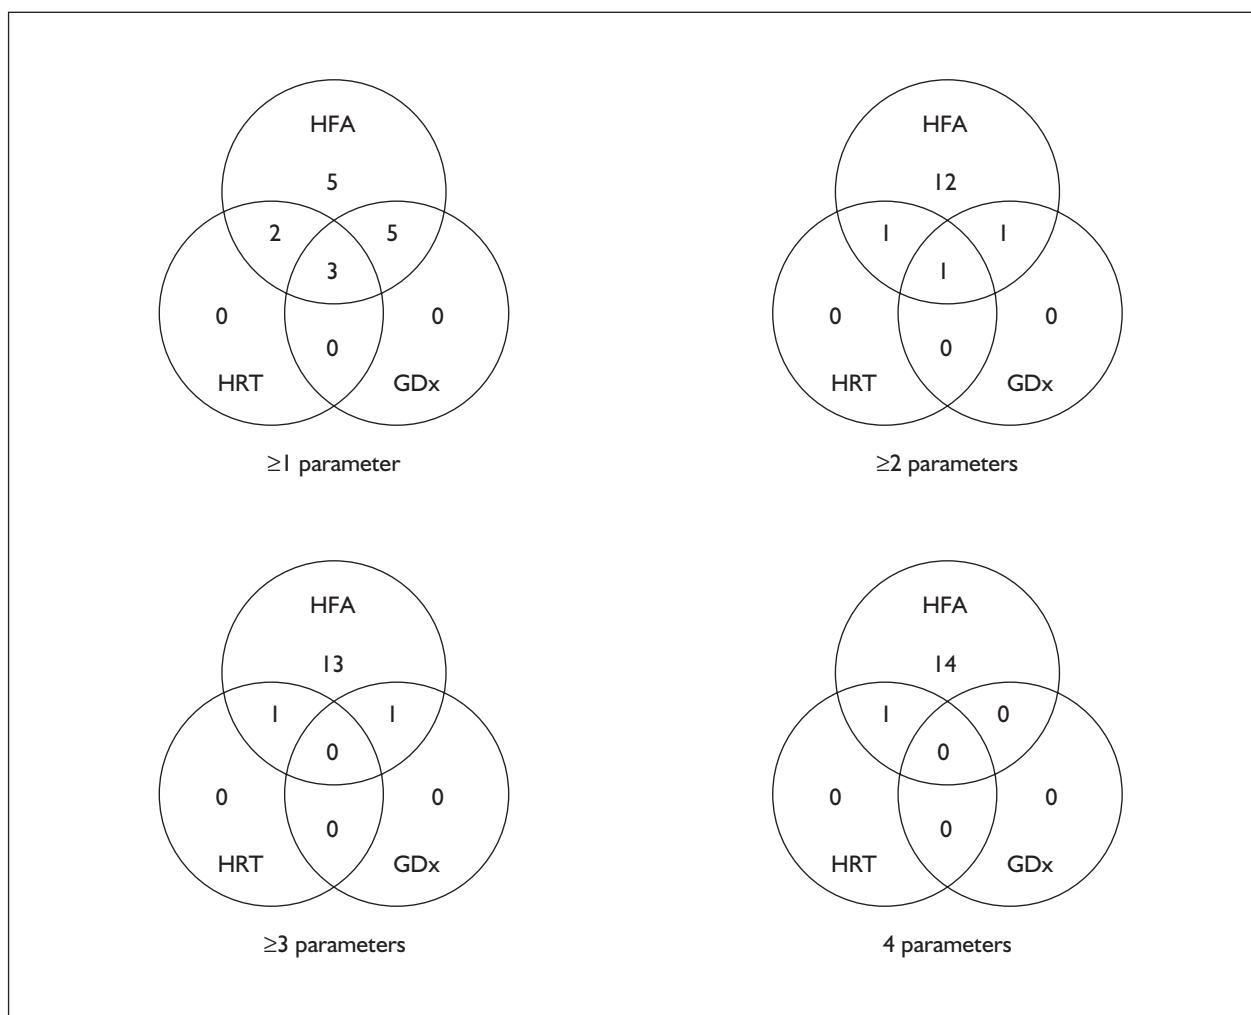 HFA
5
2 5
3
0 0
0
HRT GDx
≥1 parameter
HFA
12
1 1
1
0 0
0
HRT GDx
≥2 parameters
HFA
13
1 1
0
0 0
0
HRT GDx
≥3 parameters
HFA
14
1 0
0
0 0
0
HRT GDx
4 parameters